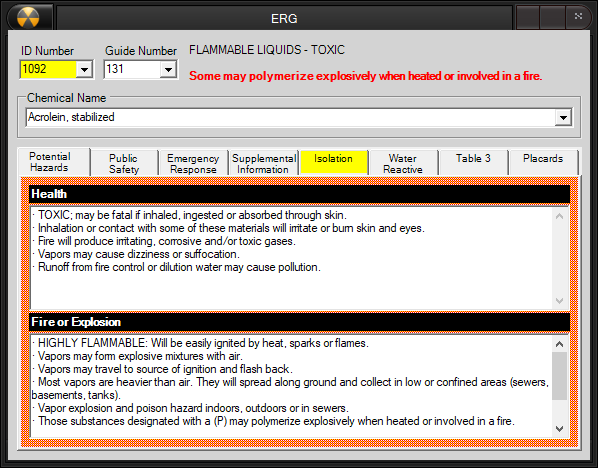 ERG
ID Number Guide Number FLAMMABLE LIQUIDS - TOXIC
1092 131 Some may polymerize explosively when heated or involved in a fire.
Chemical Name
Acrolein, stabilized
Potential Hazards Public Safety Emergency Response Supplemental Information Isolation Water Reactive Table 3 Placards
Health
· TOXIC; may be fatal if inhaled, ingested or absorbed through skin.
· Inhalation or contact with some of these materials will irritate or burn skin and eyes.
· Fire will produce irritating, corrosive and/or toxic gases.
· Vapors may cause dizziness or suffocation.
· Runoff from fire control or dilution water may cause pollution.
Fire or Explosion
· HIGHLY FLAMMABLE: Will be easily ignited by heat, sparks or flames.
· Vapors may form explosive mixtures with air.
· Vapors may travel to source of ignition and flash back.
· Most vapors are heavier than air. They will spread along ground and collect in low or confined areas (sewers,
basements, tanks).
· Vapor explosion and poison hazard indoors, outdoors or in sewers.
· Those substances designated with a (P) may polymerize explosively when heated or involved in a fire.